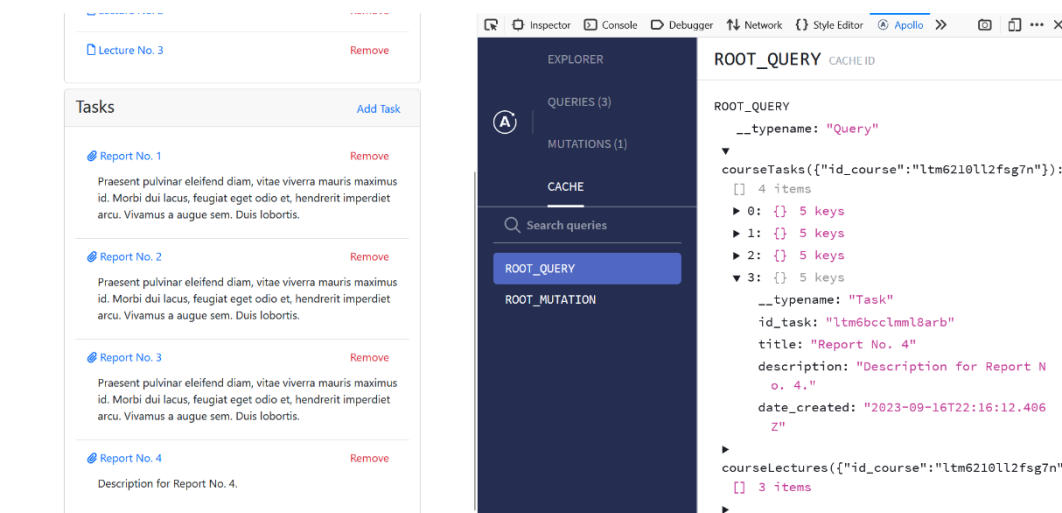 Lecture No. 3
Remove
Tasks
Add Task
Report No. 1
Remove
Praesent pulvinar eleifend diam, vitae viverra mauris maximus
id. Morbi dui lacus, feugiat eget odio et, hendrerit imperdiet
arcu. Vivamus a augue sem. Duis lobortis.
Report No. 2
Remove
Praesent pulvinar eleifend diam, vitae viverra mauris maximus
id. Morbi dui lacus, feugiat eget odio et, hendrerit imperdiet
arcu. Vivamus a augue sem. Duis lobortis.
Report No. 3
Remove
Praesent pulvinar eleifend diam, vitae viverra mauris maximus
id. Morbi dui lacus, feugiat eget odio et, hendrerit imperdiet
arcu. Vivamus a augue sem. Duis lobortis.
Report No. 4
Remove
Description for Report No. 4.
Inspector Console Debugger Network {} Style Editor Apollo
EXPLORER
QUERIES (3)
MUTATIONS (1)
CACHE
Search queries
ROOT_QUERY
ROOT_MUTATION
ROOT_QUERY CACHE ID
ROOT_QUERY
__typename: "Query"
courseTasks({"id_course":"ltm6210ll2fsg7n"}):
[] 4 items
0: {} 5 keys
1: {} 5 keys
2: {} 5 keys
3: {} 5 keys
__typename: "Task"
id_task: "ltm6bcclmml8arb"
title: "Report No. 4"
description: "Description for Report N
o. 4."
date_created: "2023-09-16T22:16:12.406
Z"
courseLectures({"id_course":"ltm6210ll2fsg7n"
[] 3 items